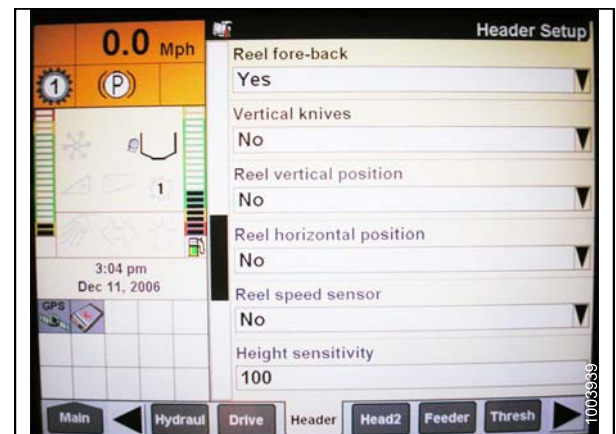 0.0 Mph
Header Setup
1
(P)
1
3:04 pm
Dec 11, 2006
GPS
L
Reel fore-back
Yes
Vertical knives
No
Reel vertical position
No
Reel horizontal position
No
Reel speed sensor
No
Height sensitivity
100
Main
Hydraul
Drive
Header
Head2
Feeder
Thresh
1003939